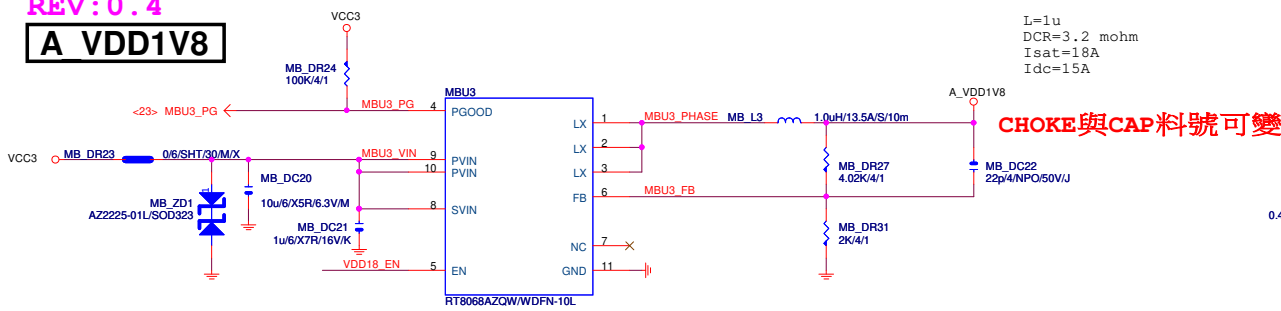 REV:0.4
A_VDD1V8
VCC3
MB_DR24
100K/4/1
<23> MBU3_PG
MBU3_PG
4
PGOOD
MBU3
VCC3
MB_DR23
0/6/SHT/30/M/X
MBU3_VIN
9
PVIN
10
PVIN
MB_DC20
10u/6/X5R/6.3V/M
1
MB_ZD1
AZ2225-01L/SOD323
8
SVIN
MB_DC21
1u/6/X7R/16V/K
VDD18_EN
5
EN
RT8068AZQW/WDFN-10L
LX
1
LX
2
LX
3
FB
6
NC
7
GND
11
MBU3_PHASE
MB_L3
1.0uH/13.5A/S/10m
MBU3_FB
MB_DR27
4.02K/4/1
MB_DR31
2K/4/1
A_VDD1V8
MB_DC22
22p/4/NPO/50V/J
L=1u
DCR=3.2 mohm
Isat=18A
Idc=15A
CHOKE與CAP料號可變